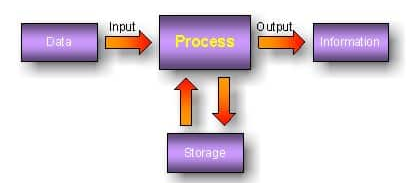 Input
Output
Data
Process
Information
Storage